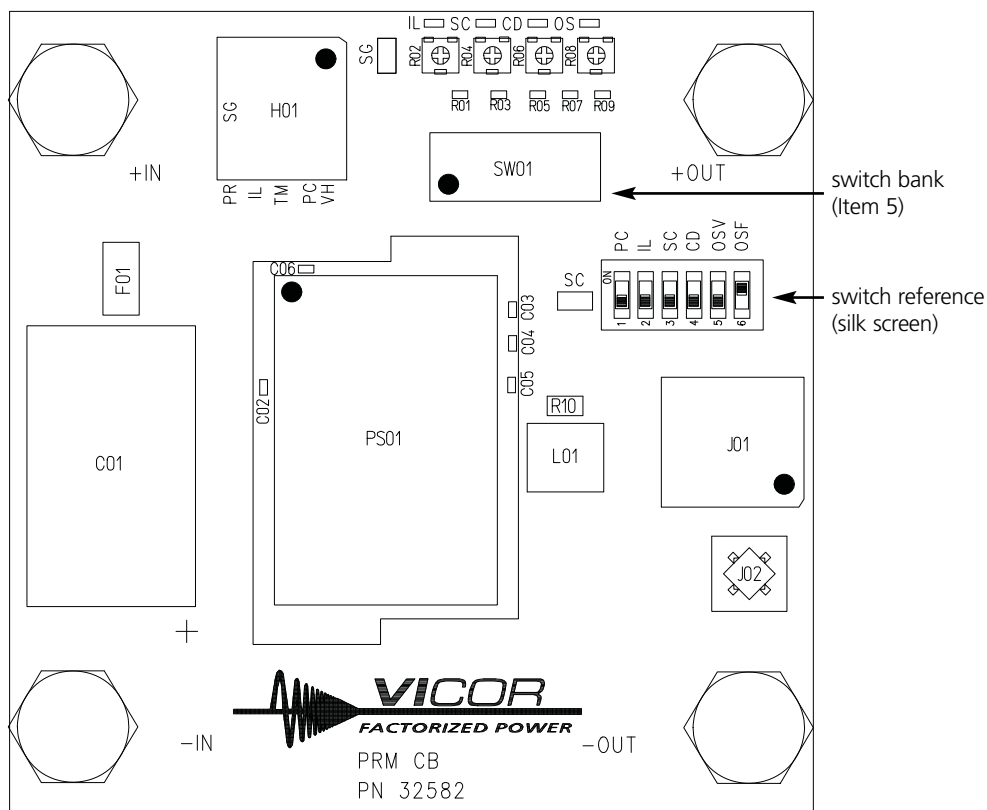 IL SC CD OS
SG
R02 R04 R06 R08
SG
H01
R01 R03 R05 R07 R09
SW01
+IN
+OUT
PR IL TM PC VH
switch bank
(Item 5)
PC IL SC CD OSV OSF
F01
C06
SC
ON
1 2 3 4 5 6
switch reference
(silk screen)
C03
C04
C05
C02
R10
PS01
C01
L01
J01
J02
+
VICOR
FACTORIZED POWER
-IN
-OUT
PRM CB
PN 32582